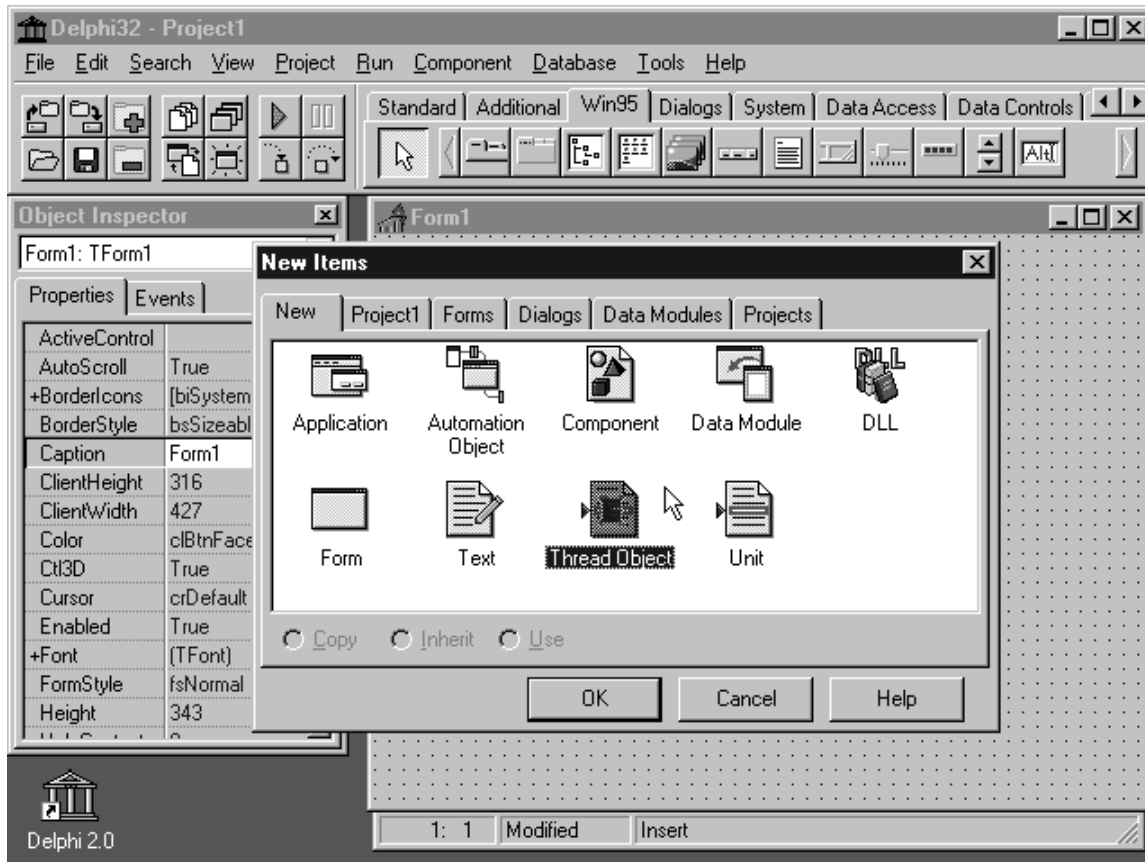 Delphi32 - Project1
File Edit Search View Project Run Component Database Tools Help
Standard Additional Win95 Dialogs System Data Access Data Controls
Object Inspector
Form1: TForm1
Properties Events
ActiveControl
AutoScroll True
+BorderIcons [biSystem
BorderStyle bsSizeabl
Caption Form1
ClientHeight 316
ClientWidth 427
Color clBtnFace
Ctl3D True
Cursor crDefault
Enabled True
+Font (TFont)
FormStyle fsNormal
Height 343
Form1
New Items
New Project1 Forms Dialogs Data Modules Projects
Application
Automation
Object
Component
Data Module
DLL
DLL
Form
Text
Thread Object
Unit
Copy Inherit Use
OK Cancel Help
Delphi 2.0
1: 1 Modified Insert